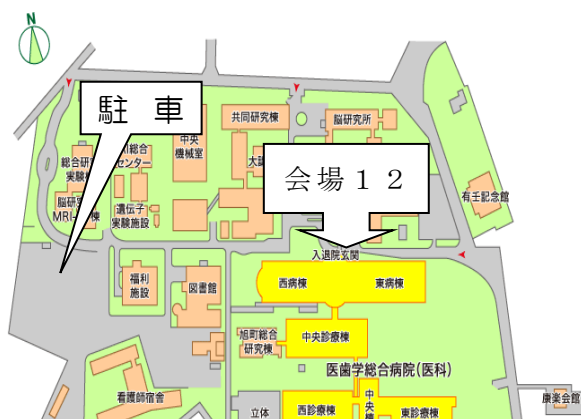 N
駐 車
共同研究棟
脳研究所
中央
機械室
総合
センター
総合研
実験
会場１２
有壬記念館
脳研究
MRI
棟
遺伝子
実験施設
入退院玄関
福利
施設
図書館
西病棟
東病棟
旭町総合
研究棟
中央診療棟
医歯学総合病院(医科)
看護師宿舎
立体
西診療棟
中央
棟
東診療棟
康楽会館